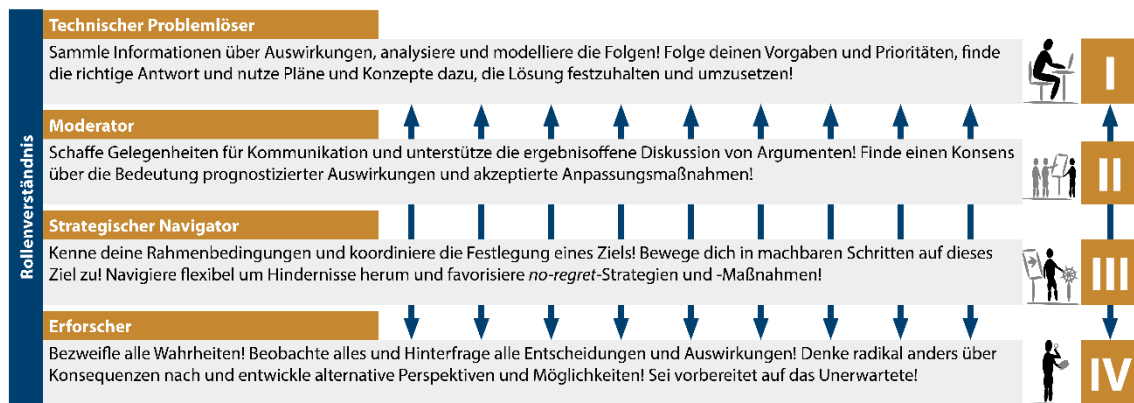 Rollenverständnis
Technischer Problemlöser
Sammle Informationen über Auswirkungen, analysiere und modelliere die Folgen! Folge deinen Vorgaben und Prioritäten, finde
die richtige Antwort und nutze Pläne und Konzepte dazu, die Lösung festzuhalten und umzusetzen!
I
Moderator
Schaffe Gelegenheiten für Kommunikation und unterstütze die ergebnisoffene Diskussion von Argumenten! Finde einen Konsens
über die Bedeutung prognostizierter Auswirkungen und akzeptierte Anpassungsmaßnahmen!
II
Strategischer Navigator
Kenne deine Rahmenbedingungen und koordiniere die Festlegung eines Ziels! Bewege dich in machbaren Schritten auf dieses
Ziel zu! Navigiere flexibel um Hindernisse herum und favorisiere no-regret-Strategien und -Maßnahmen!
III
Erforscher
Bezweifle alle Wahrheiten! Beobachte alles und Hinterfrage alle Entscheidungen und Auswirkungen! Denke radikal anders über
Konsequenzen nach und entwickle alternative Perspektiven und Möglichkeiten! Sei vorbereitet auf das Unerwartete!
IV